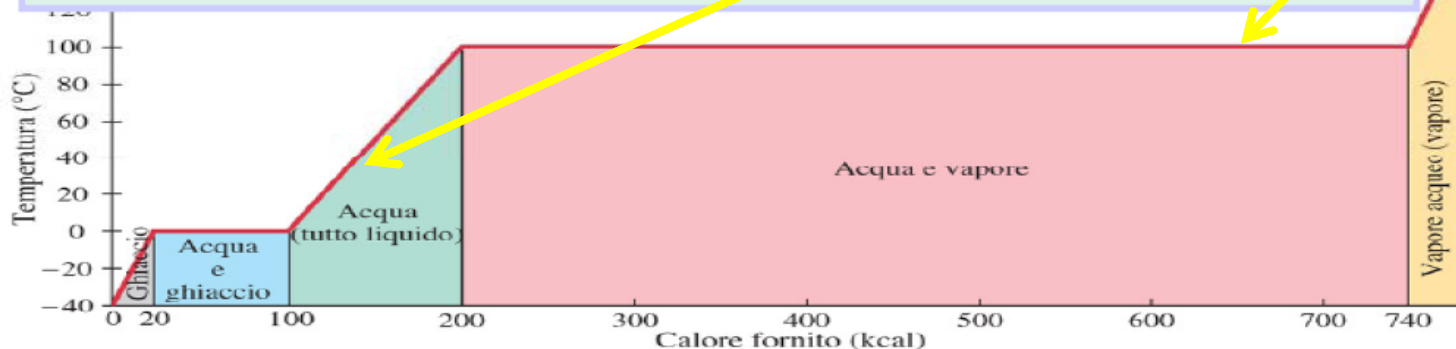 120
100
80
60
40
20
0
−20
−40
Temperatura (°C)
Ghiaccio
Acqua
e
ghiaccio
Acqua
(tutto liquido)
Acqua e vapore
Vapore acqueo (vapore)
0 20 100 200 300 400 500 600 700 740
Calore fornito (kcal)